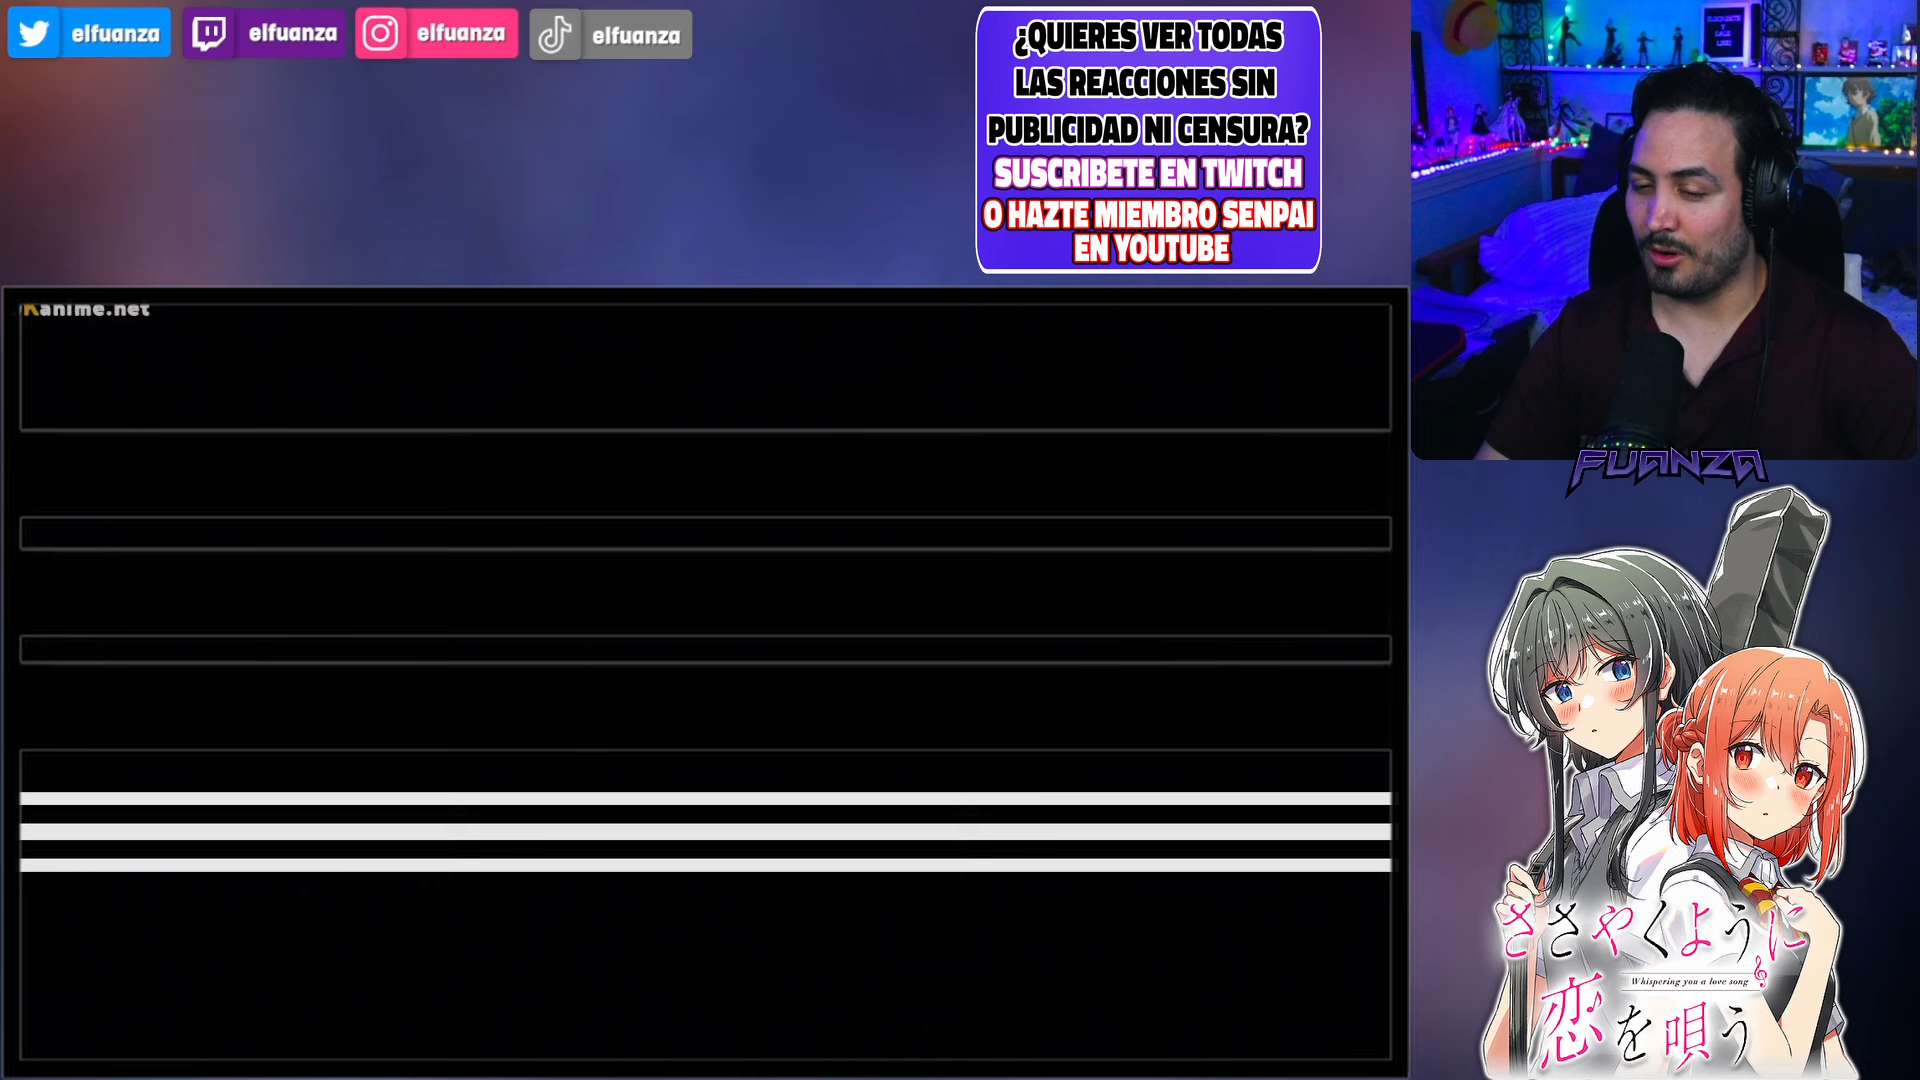 elfuanza
elfuanza
elfuanza
elfuanza
¿QUIERES VER TODAS
LAS REACCIONES SIN
PUBLICIDAD NI CENSURA?
SUSCRIBETE EN TWITCH
O HAZTE MIEMBRO SENPAI
EN YOUTUBE
Kanime.net
FUANZA
ささやくように
Whispering you a love song
恋を唄う